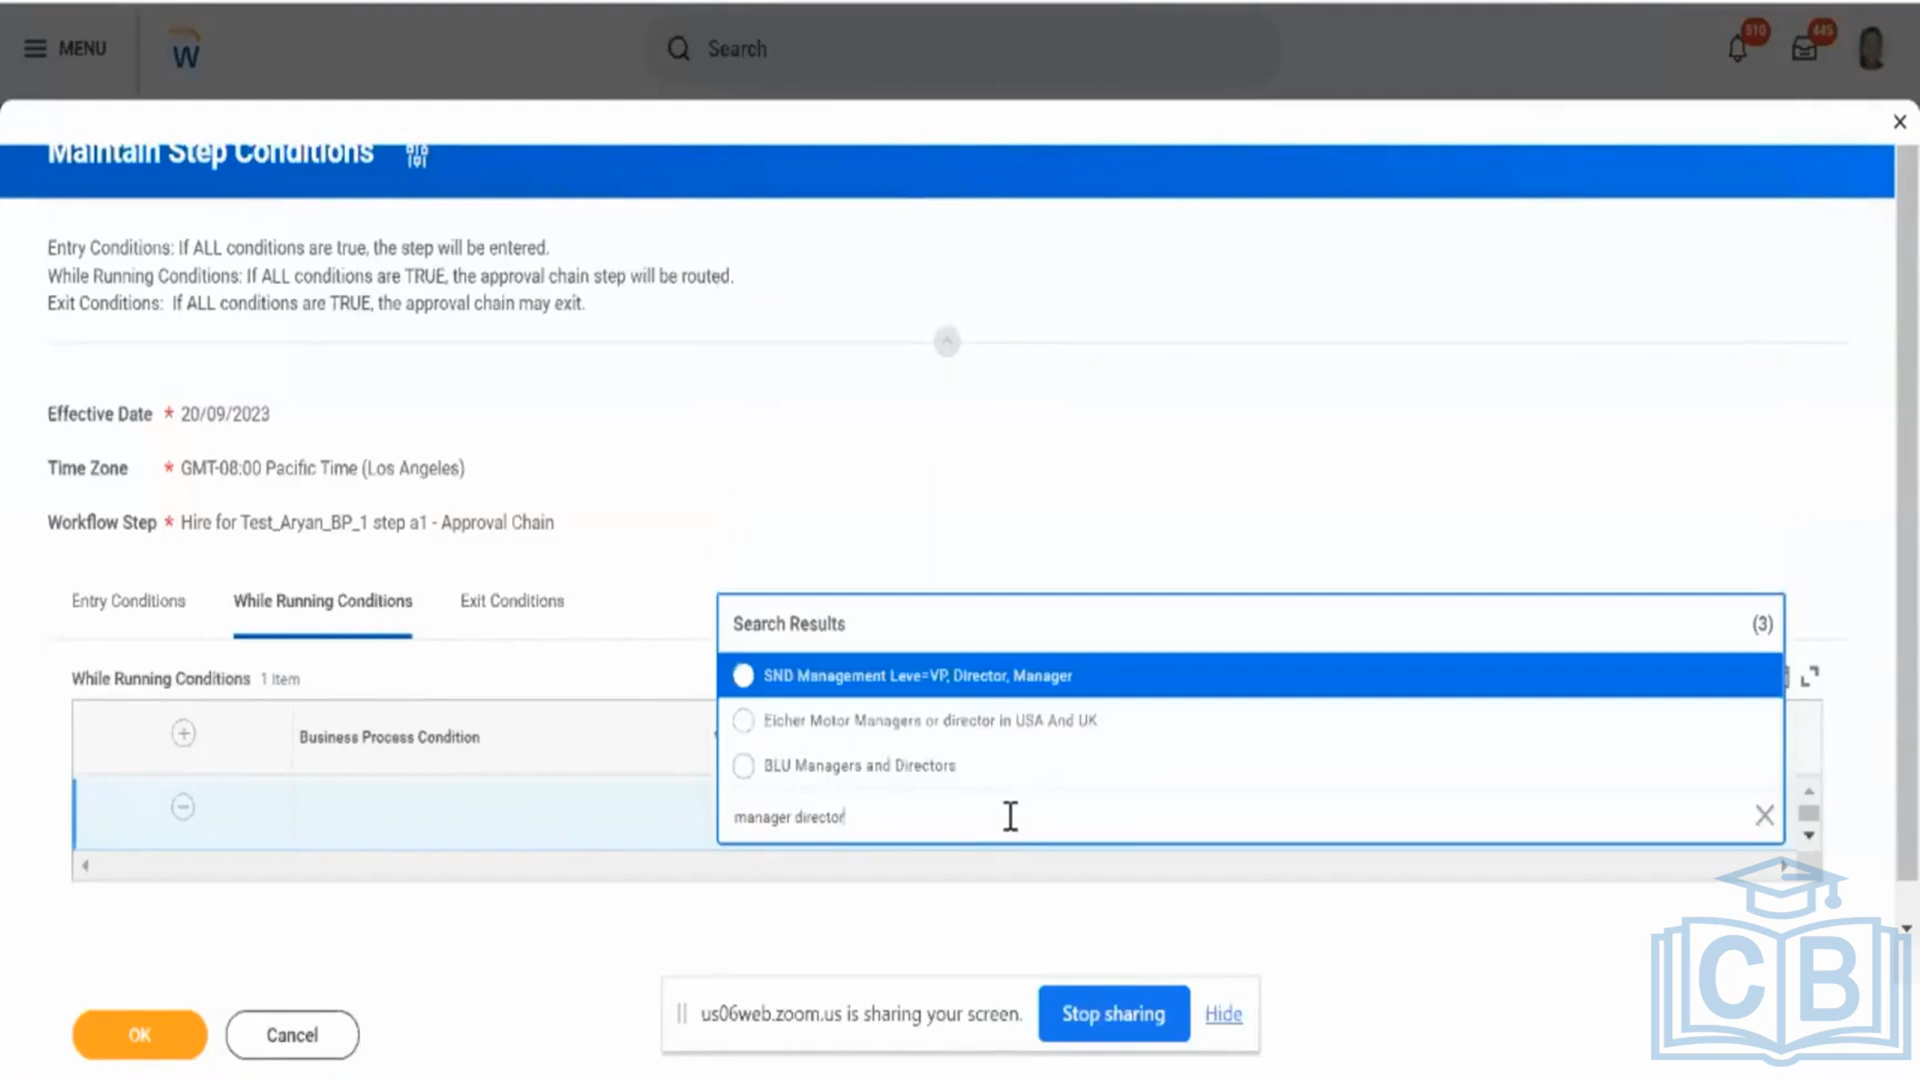 MENU
W
Search
810
445
Maintain Step Conditions
Entry Conditions: If ALL conditions are true, the step will be entered.
While Running Conditions: If ALL conditions are TRUE, the approval chain step will be routed.
Exit Conditions: If ALL conditions are TRUE, the approval chain may exit.
Effective Date * 20/09/2023
Time Zone * GMT-08:00 Pacific Time (Los Angeles)
Workflow Step * Hire for Test_Aryan_BP_1 step a1 - Approval Chain
Entry Conditions While Running Conditions Exit Conditions
Search Results (3)
SND Management Leve=VP, Director, Manager
While Running Conditions 1 Item
Eicher Motor Managers or director in USA And UK
Business Process Condition
BLU Managers and Directors
manager director
CB
us06web.zoom.us is sharing your screen. Stop sharing Hide
OK Cancel